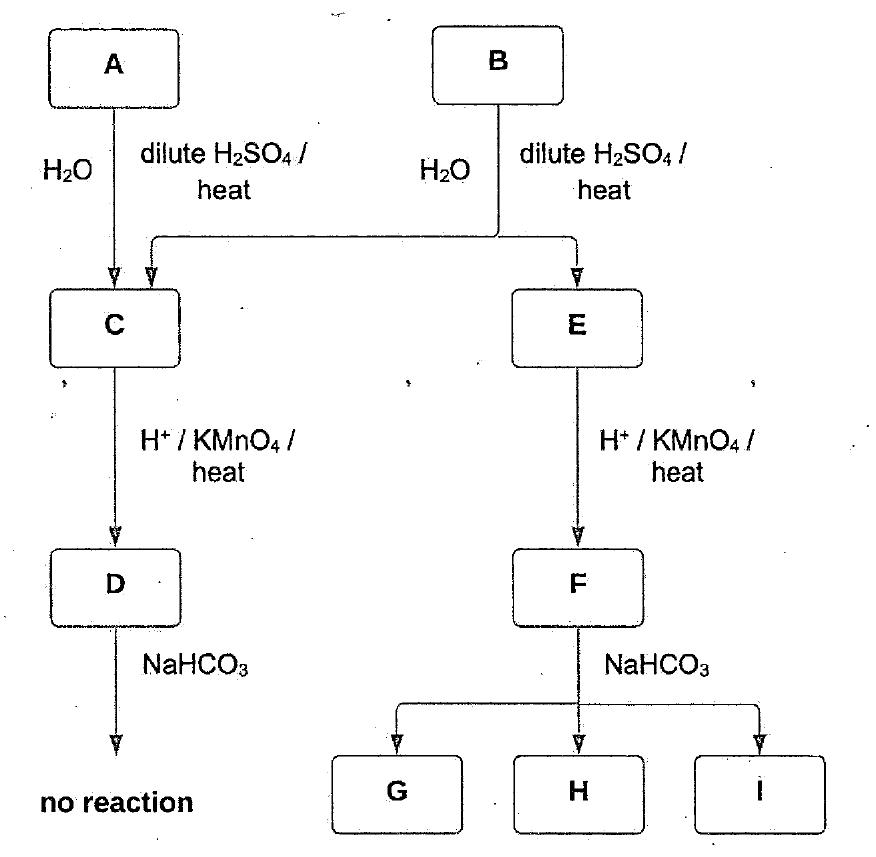 A
B
H₂O
dilute H₂SO₄ /
heat
H₂O
dilute H₂SO₄ /
heat
C
E
H⁺ / KMnO₄ /
heat
H⁺ / KMnO₄ /
heat
D
F
NaHCO₃
NaHCO₃
no reaction
G
H
I